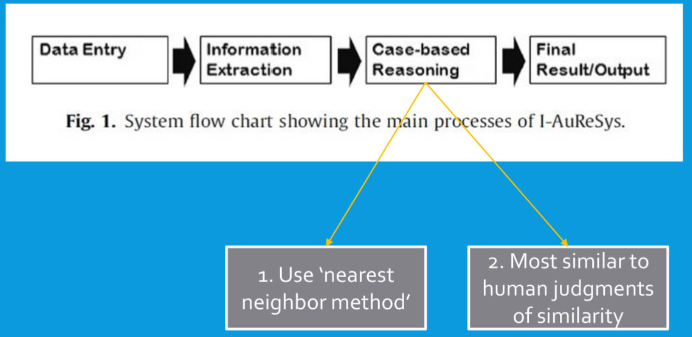 Data Entry
Information
Extraction
Case-based
Reasoning
Final
Result/Output
Fig. 1. System flow chart showing the main processes of I-AuReSys.
1. Use ‘nearest
neighbor method’
2. Most similar to
human judgments
of similarity